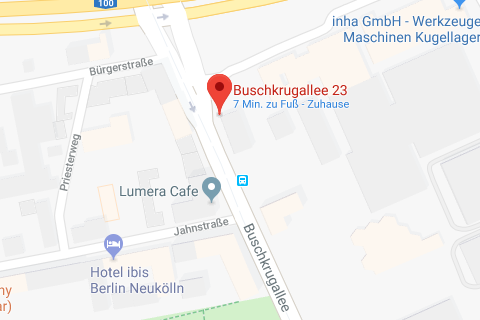 100
inha GmbH - Werkzeuge
Maschinen Kugellager
Bürgerstraße
Buschkrugallee 23
7 Min. zu Fuß - Zuhause
Priesterweg
Lumera Cafe
Jahnstraße
Buschkrugallee
Hotel ibis
Berlin Neukölln